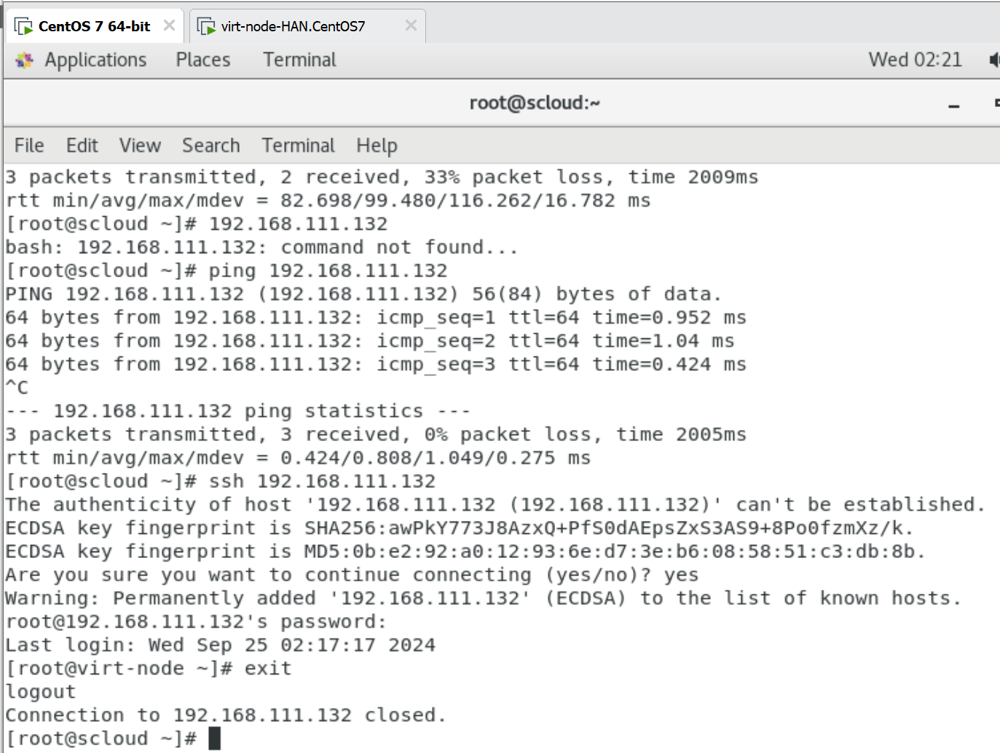 CentOS 7 64-bit
virt-node-HAN.CentOS7
Applications Places Terminal Wed 02:21
root@scloud:~
File Edit View Search Terminal Help
3 packets transmitted, 2 received, 33% packet loss, time 2009ms
rtt min/avg/max/mdev = 82.698/99.480/116.262/16.782 ms
[root@scloud ~]# 192.168.111.132
bash: 192.168.111.132: command not found...
[root@scloud ~]# ping 192.168.111.132
PING 192.168.111.132 (192.168.111.132) 56(84) bytes of data.
64 bytes from 192.168.111.132: icmp_seq=1 ttl=64 time=0.952 ms
64 bytes from 192.168.111.132: icmp_seq=2 ttl=64 time=1.04 ms
64 bytes from 192.168.111.132: icmp_seq=3 ttl=64 time=0.424 ms
^C
--- 192.168.111.132 ping statistics ---
3 packets transmitted, 3 received, 0% packet loss, time 2005ms
rtt min/avg/max/mdev = 0.424/0.808/1.049/0.275 ms
[root@scloud ~]# ssh 192.168.111.132
The authenticity of host '192.168.111.132 (192.168.111.132)' can't be established.
ECDSA key fingerprint is SHA256:awPkY773J8AzxQ+PfS0dAEpsZxS3AS9+8Po0fzmXz/k.
ECDSA key fingerprint is MD5:0b:e2:92:a0:12:93:6e:d7:3e:b6:08:58:51:c3:db:8b.
Are you sure you want to continue connecting (yes/no)? yes
Warning: Permanently added '192.168.111.132' (ECDSA) to the list of known hosts.
root@192.168.111.132's password:
Last login: Wed Sep 25 02:17:17 2024
[root@virt-node ~]# exit
logout
Connection to 192.168.111.132 closed.
[root@scloud ~]#